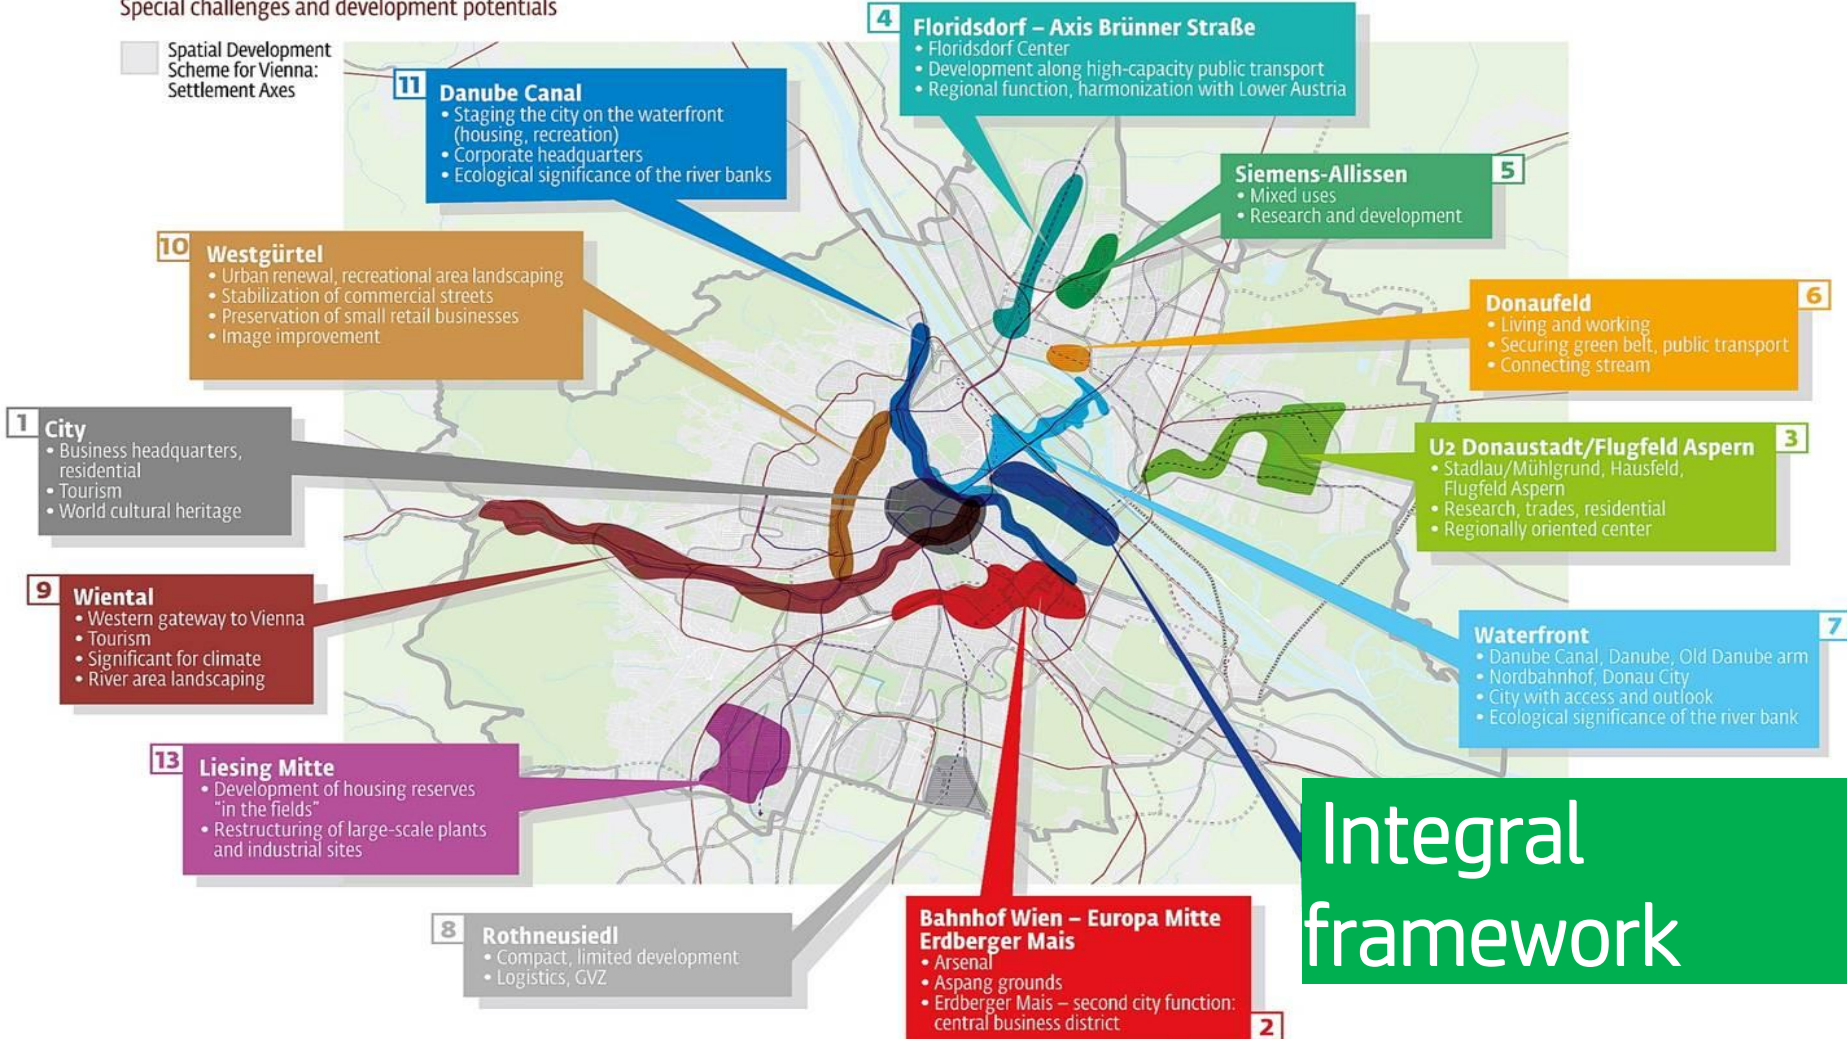 Special challenges and development potentials
Spatial Development
Scheme for Vienna:
Settlement Axes
4
Floridsdorf – Axis Brünner Straße
• Floridsdorf Center
• Development along high-capacity public transport
• Regional function, harmonization with Lower Austria
11
Danube Canal
• Staging the city on the waterfront
(housing, recreation)
• Corporate headquarters
• Ecological significance of the river banks
5
Siemens-Allissen
• Mixed uses
• Research and development
10
Westgürtel
• Urban renewal, recreational area landscaping
• Stabilization of commercial streets
• Preservation of small retail businesses
• Image improvement
6
Donaufeld
• Living and working
• Securing green belt, public transport
• Connecting stream
1
City
• Business headquarters,
residential
• Tourism
• World cultural heritage
3
U2 Donaustadt/Flugfeld Aspern
• Stadlau/Mühlgrund, Hausfeld,
Flugfeld Aspern
• Research, trades, residential
• Regionally oriented center
9
Wiental
• Western gateway to Vienna
• Tourism
• Significant for climate
• River area landscaping
7
Waterfront
• Danube Canal, Danube, Old Danube arm
• Nordbahnhof, Donau City
• City with access and outlook
• Ecological significance of the river bank
13
Liesing Mitte
• Development of housing reserves
"in the fields"
• Restructuring of large-scale plants
and industrial sites
Integral
framework
8
Rothneusiedl
• Compact, limited development
• Logistics, GVZ
Bahnhof Wien – Europa Mitte
Erdberger Mais
• Arsenal
• Aspang grounds
• Erdberger Mais – second city function:
central business district
2